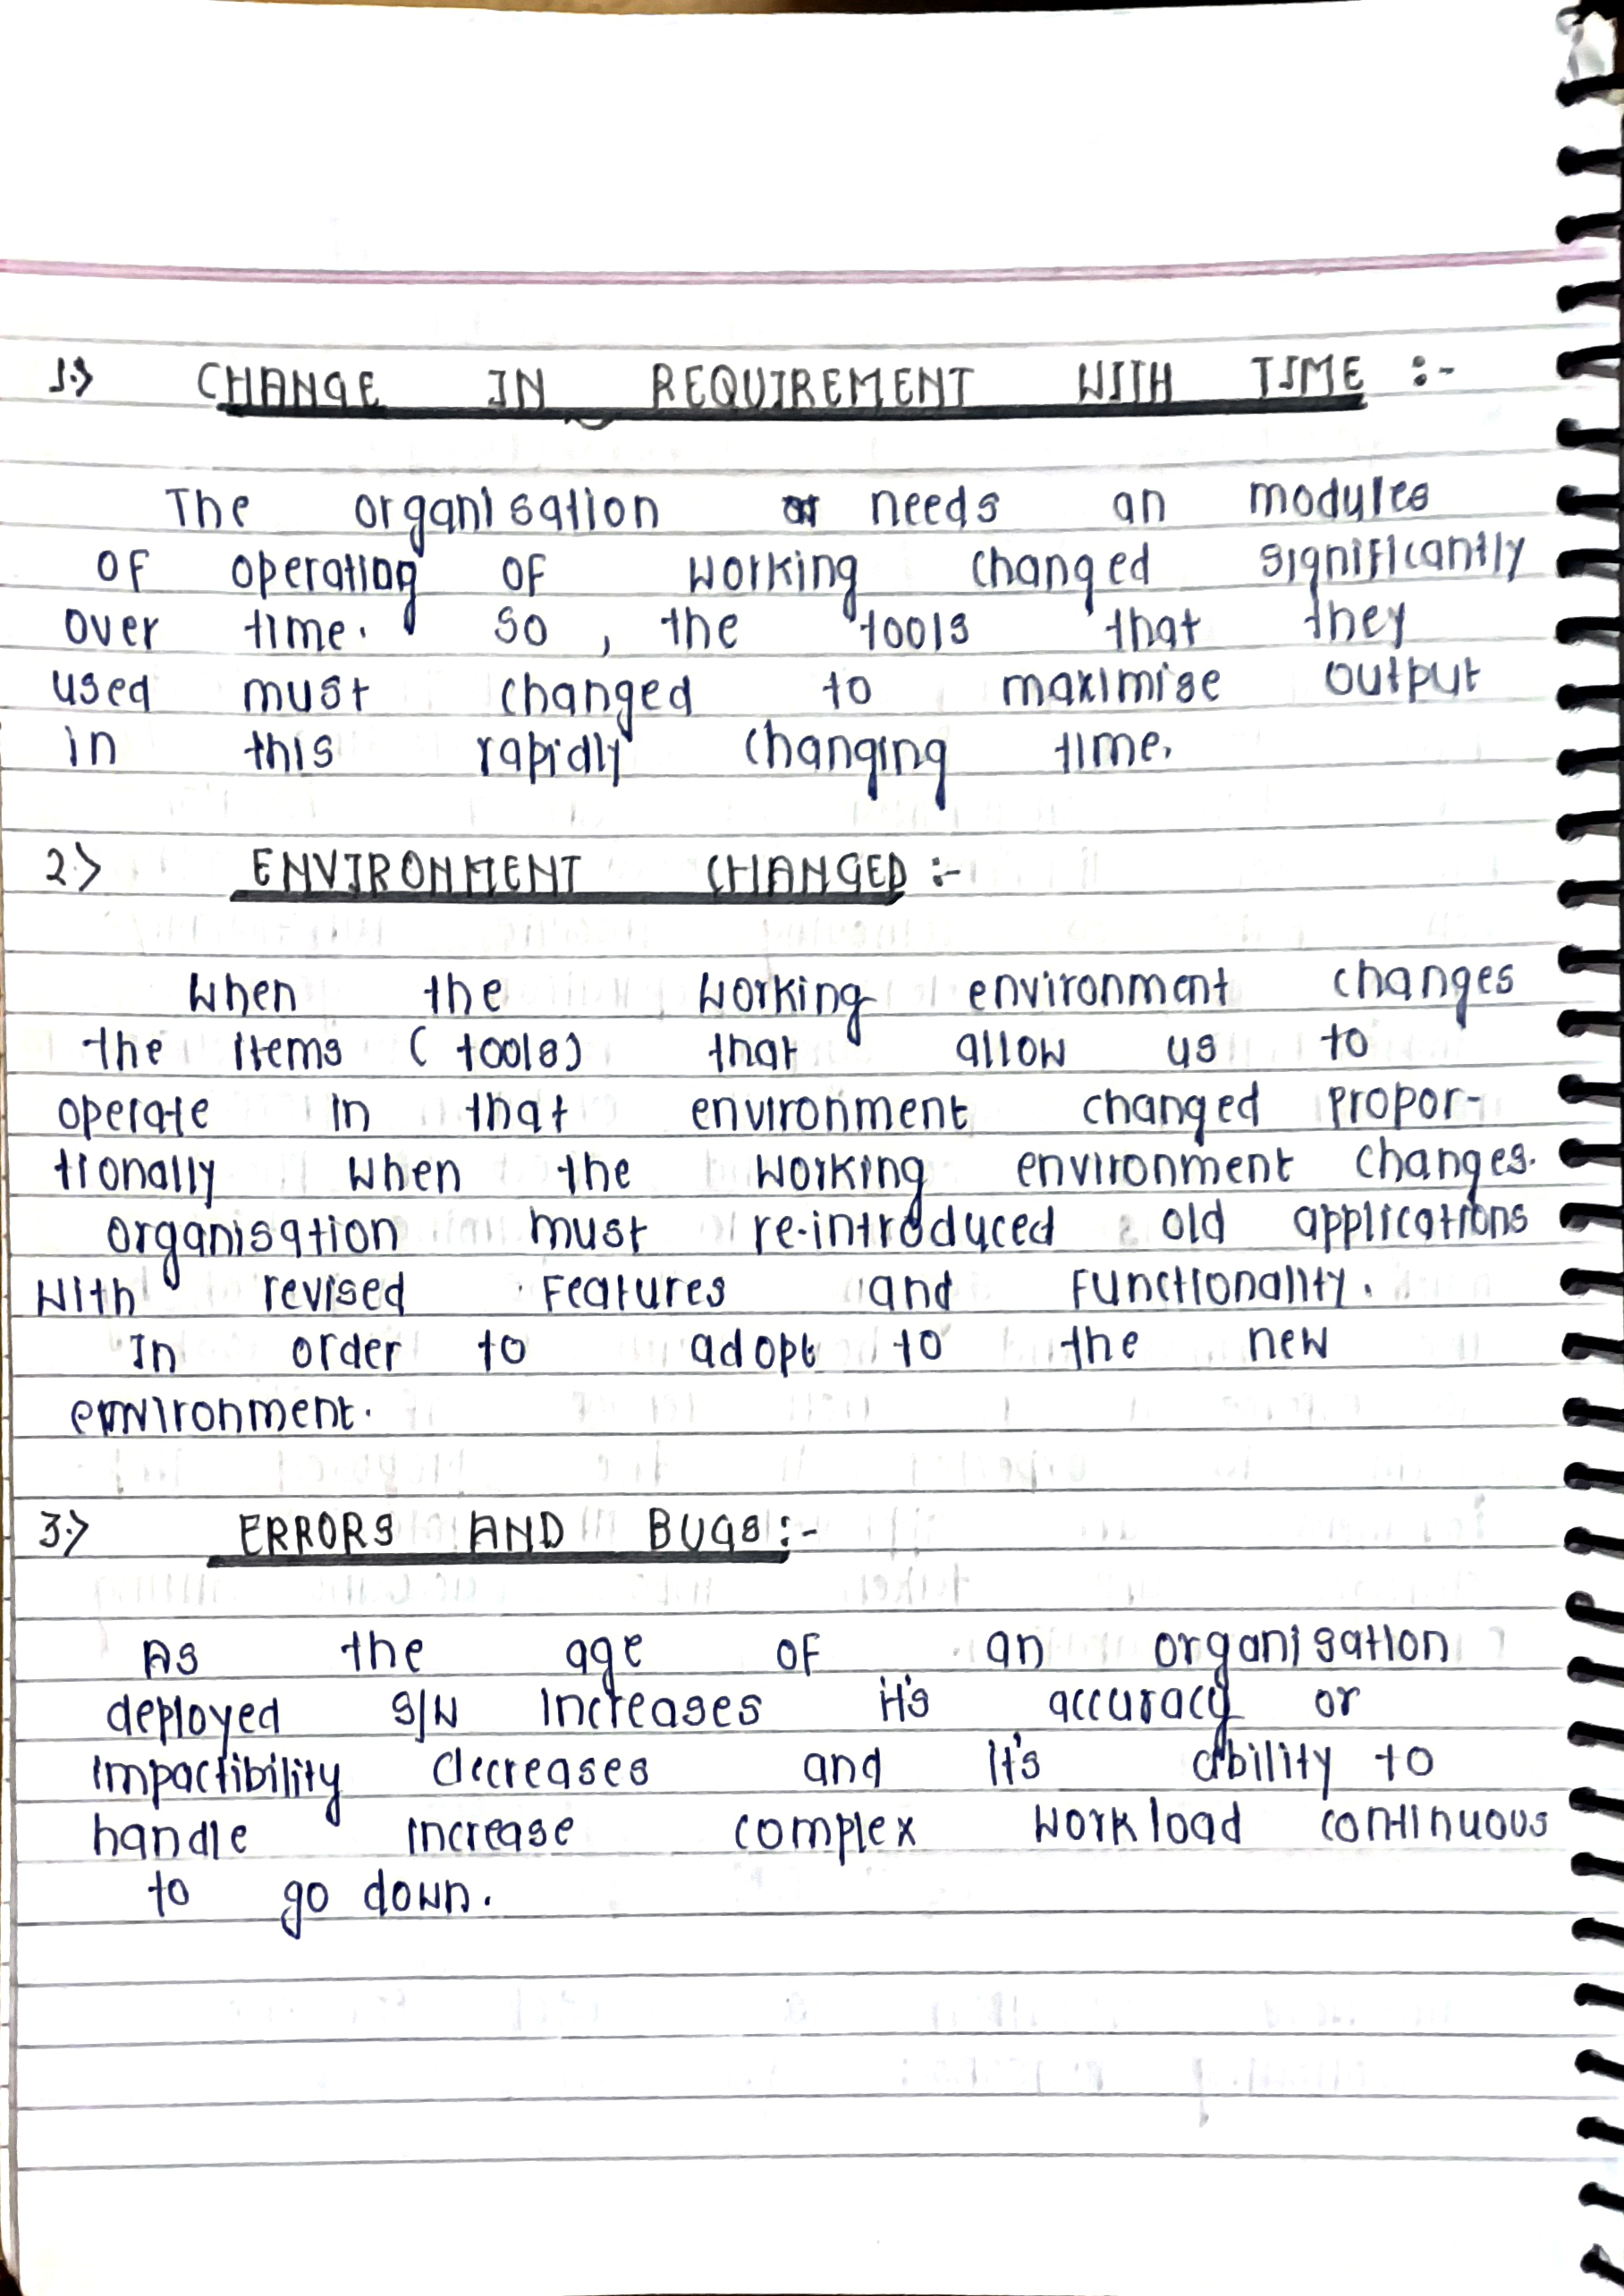 1.> CHANGE IN REQUIREMENT WITH TIME :-
The organisation needs an modules
of operating of working changed significantly
over time. So, the tools that they
used must changed to maximise output
in this rapidly changing time.
2.> ENVIRONMENT CHANGED :-
When the working environment changes
the items (tools) that allow us to
operate in that environment changed propor-
tionally when the working environment changes.
organisation must re-introduced old applications
with revised features and functionality.
In order to adopt to the new
environment.
3.> ERRORS AND BUGS :-
As the age of an organisation
deployed S/W increases it's accuracy or
impactibility decreases and it's ability to
handle increase complex workload continuous
to go down.